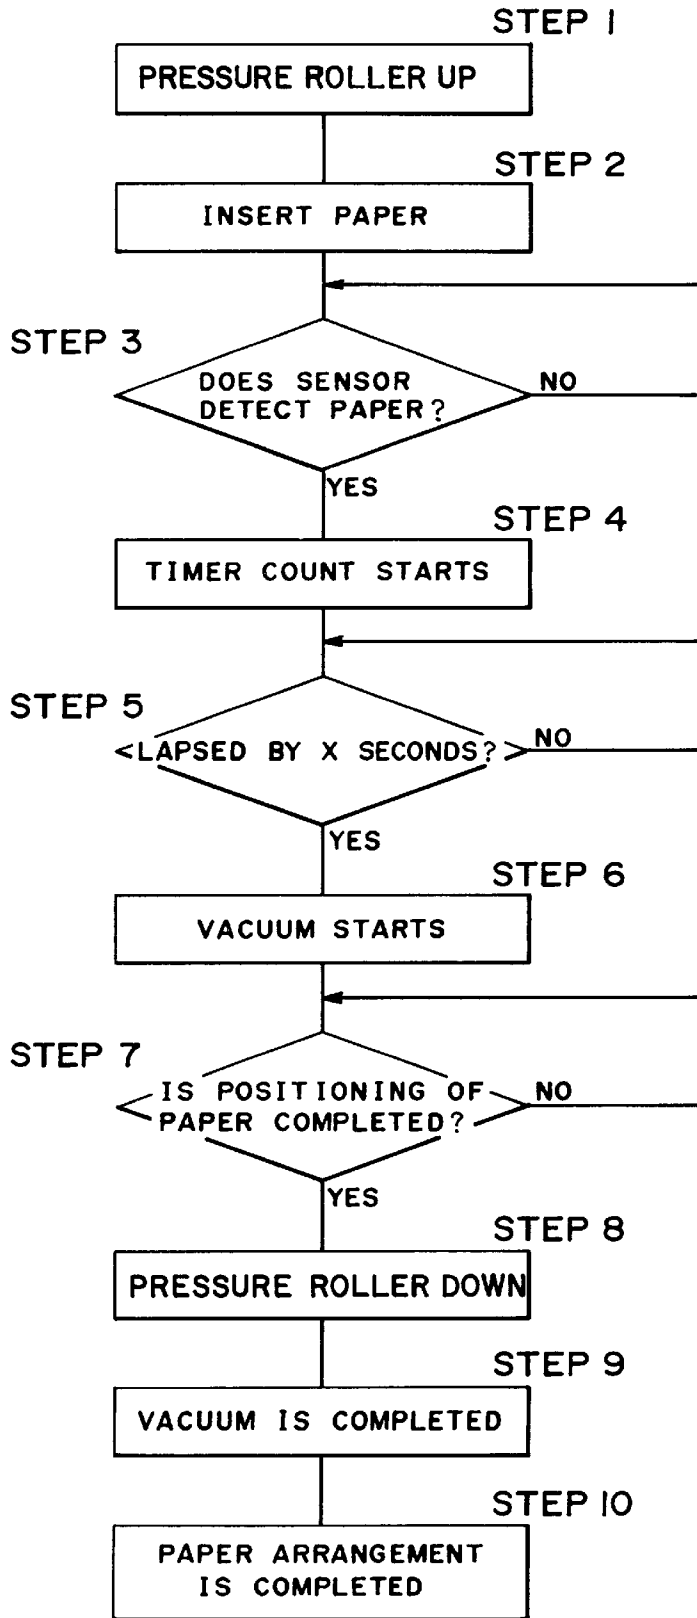 STEP 1
PRESSURE ROLLER UP
STEP 2
INSERT PAPER
STEP 3
DOES SENSOR
DETECT PAPER?
NO
YES
STEP 4
TIMER COUNT STARTS
STEP 5
LAPSED BY X SECONDS?
NO
YES
STEP 6
VACUUM STARTS
STEP 7
IS POSITIONING OF
PAPER COMPLETED?
NO
YES
STEP 8
PRESSURE ROLLER DOWN
STEP 9
VACUUM IS COMPLETED
STEP 10
PAPER ARRANGEMENT
IS COMPLETED